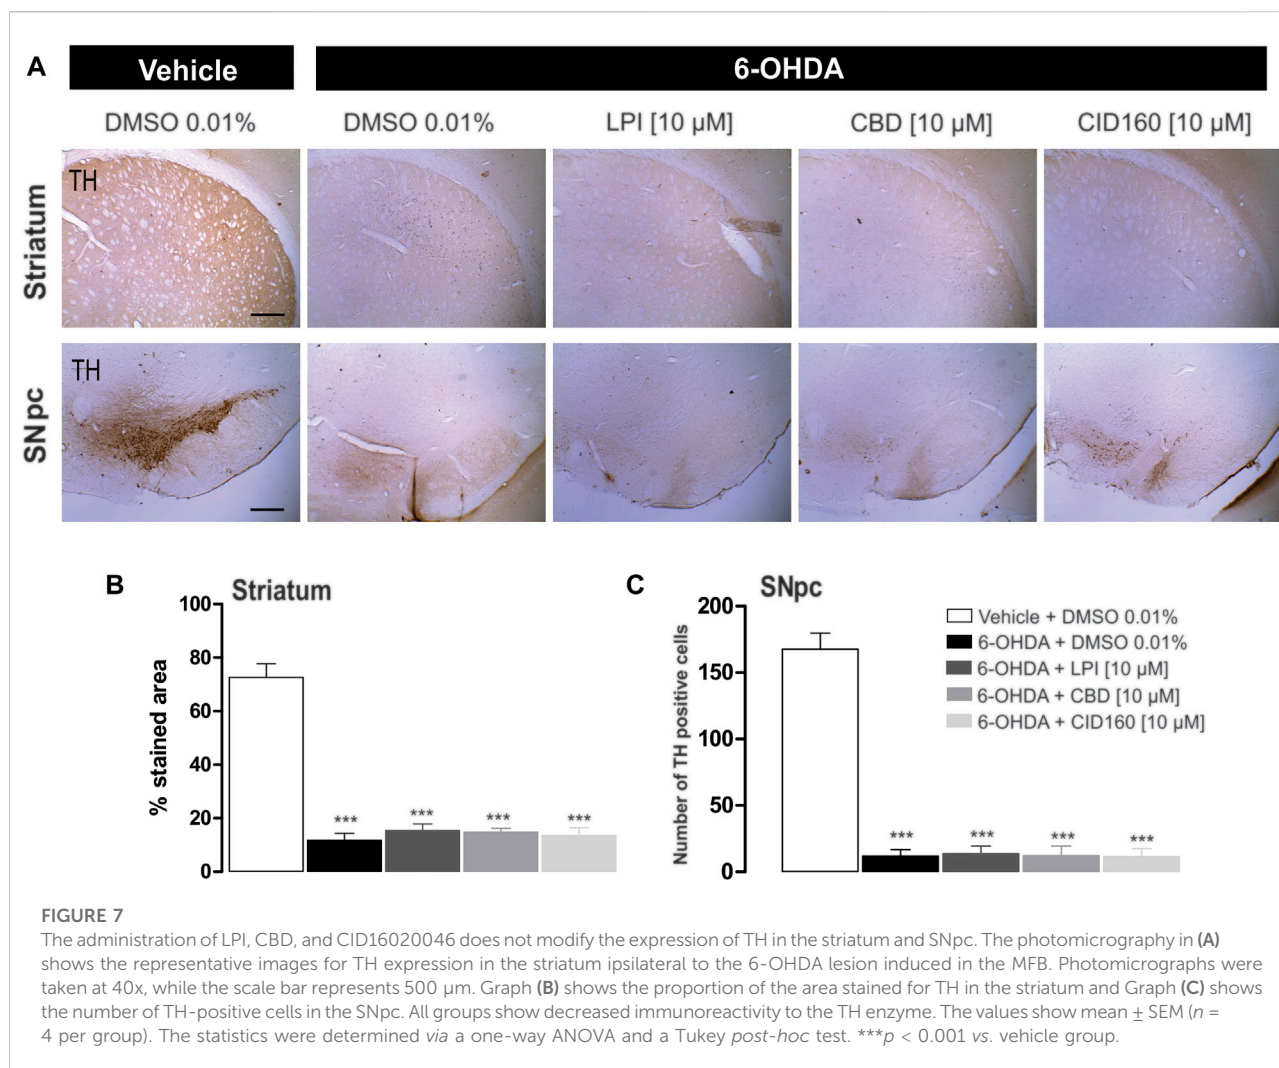 A
Vehicle
6-OHDA
DMSO 0.01%
DMSO 0.01%
LPI [10 µM]
CBD [10 µM]
CID160 [10 µM]
Striatum
TH
SNpc
TH
B
Striatum
% stained area
100
80
60
40
20
0
***
***
***
***
C
SNpc
Number of TH positive cells
200
150
100
50
0
***
***
***
***
Vehicle + DMSO 0.01%
6-OHDA + DMSO 0.01%
6-OHDA + LPI [10 µM]
6-OHDA + CBD [10 µM]
6-OHDA + CID160 [10 µM]
FIGURE 7
The administration of LPI, CBD, and CID16020046 does not modify the expression of TH in the striatum and SNpc. The photomicrography in (A)
shows the representative images for TH expression in the striatum ipsilateral to the 6-OHDA lesion induced in the MFB. Photomicrographs were
taken at 40x, while the scale bar represents 500 µm. Graph (B) shows the proportion of the area stained for TH in the striatum and Graph (C) shows
the number of TH-positive cells in the SNpc. All groups show decreased immunoreactivity to the TH enzyme. The values show mean ± SEM (n =
4 per group). The statistics were determined via a one-way ANOVA and a Tukey post-hoc test. ***p < 0.001 vs. vehicle group.